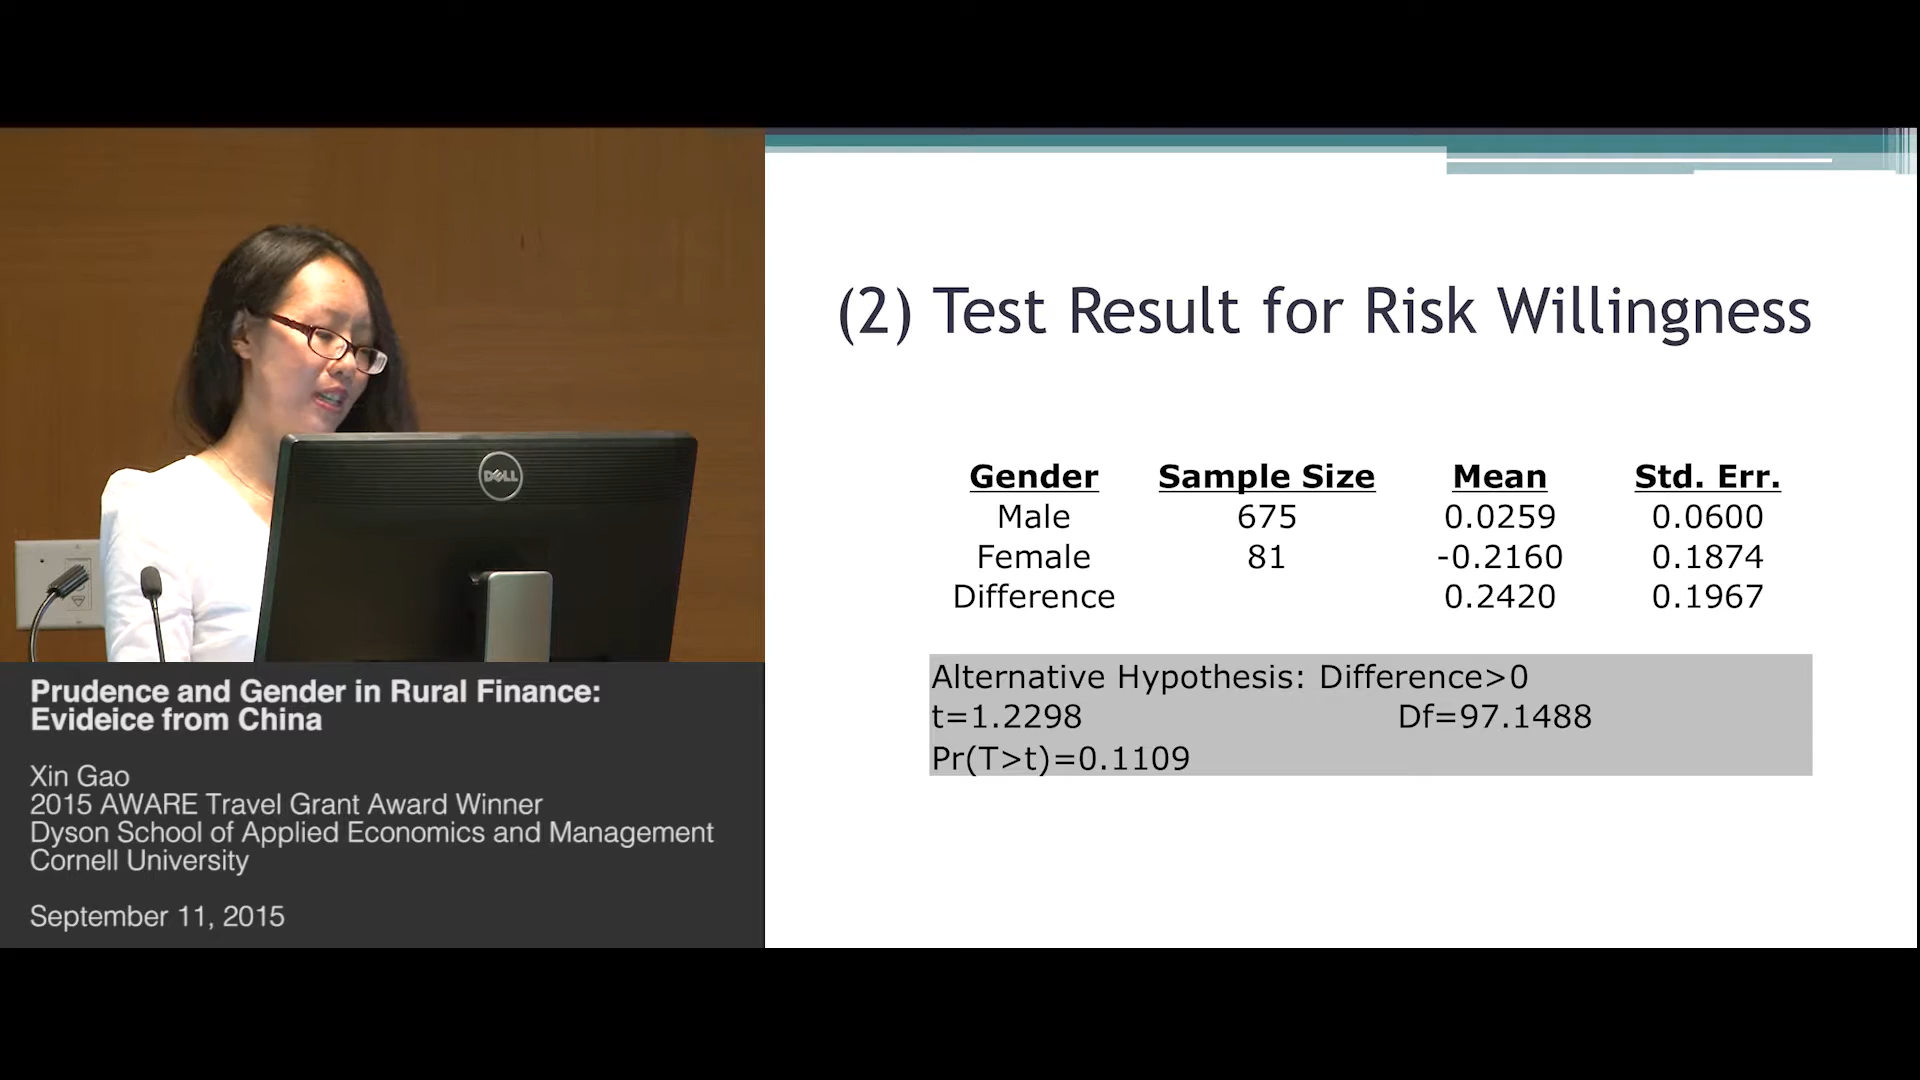 DELL
Prudence and Gender in Rural Finance:
Evideice from China
Xin Gao
2015 AWARE Travel Grant Award Winner
Dyson School of Applied Economics and Management
Cornell University
September 11, 2015
(2) Test Result for Risk Willingness
Gender Sample Size Mean Std. Err.
Male 675 0.0259 0.0600
Female 81 -0.2160 0.1874
Difference 0.2420 0.1967
Alternative Hypothesis: Difference>0
t=1.2298 Df=97.1488
Pr(T>t)=0.1109